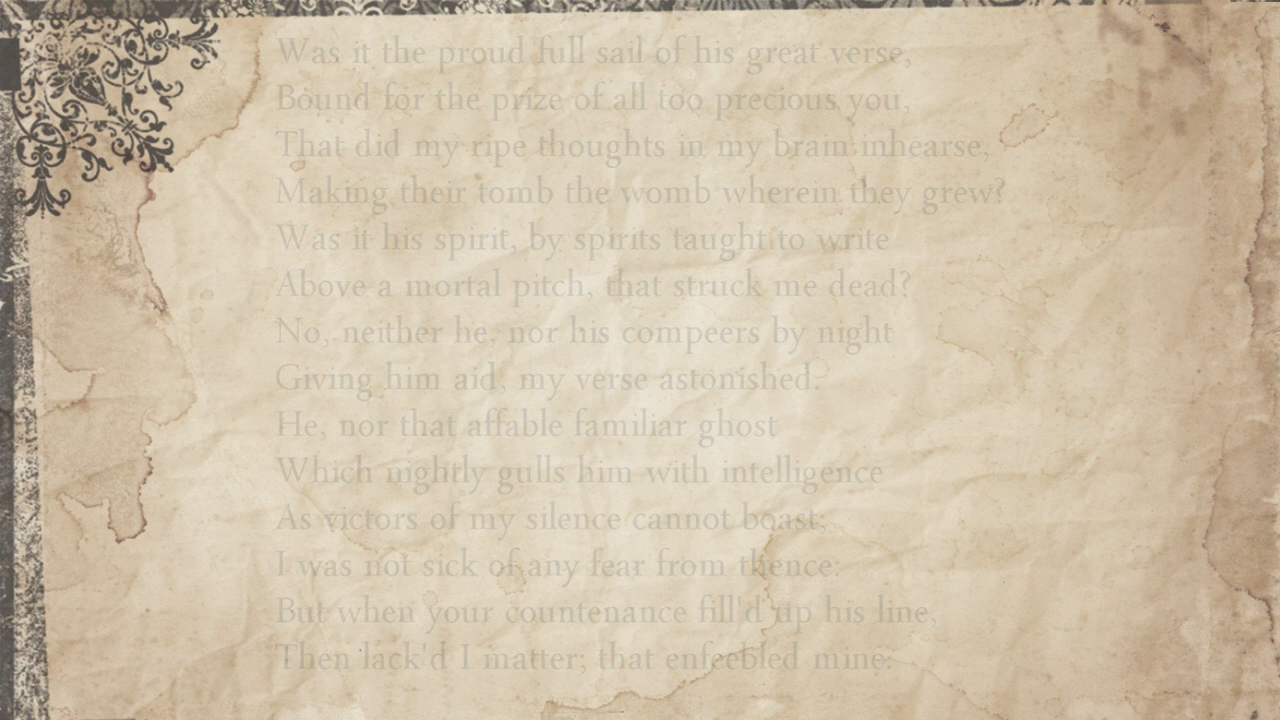 Was it the proud full sail of his great verse,
Bound for the prize of all too precious you,
That did my ripe thoughts in my brain inhearse,
Making their tomb the womb wherein they grew?
Was it his spirit, by spirits taught to write
Above a mortal pitch, that struck me dead?
No, neither he, nor his compeers by night
Giving him aid, my verse astonished.
He, nor that affable familiar ghost
Which nightly gulls him with intelligence
As victors of my silence cannot boast;
I was not sick of any fear from thence:
But when your countenance fill'd up his line,
Then lack'd I matter; that enfeebled mine.